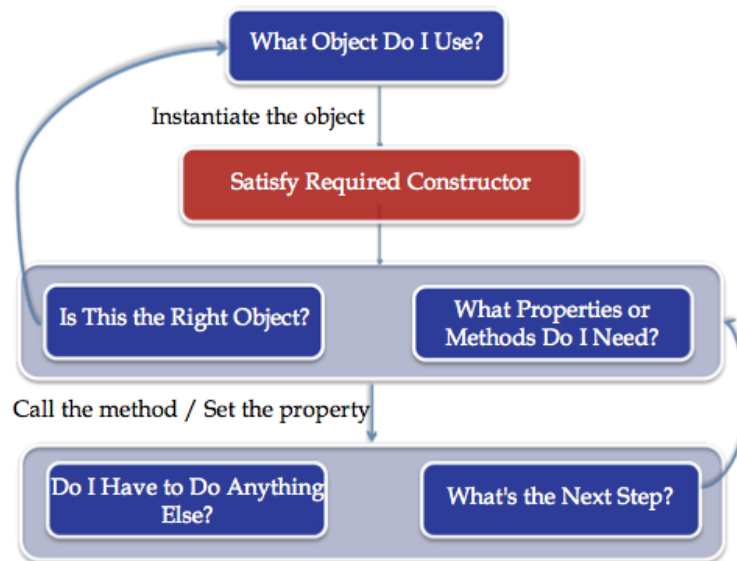 What Object Do I Use?
Instantiate the object
Satisfy Required Constructor
Is This the Right Object?
What Properties or
Methods Do I Need?
Call the method / Set the property
Do I Have to Do Anything
Else?
What's the Next Step?